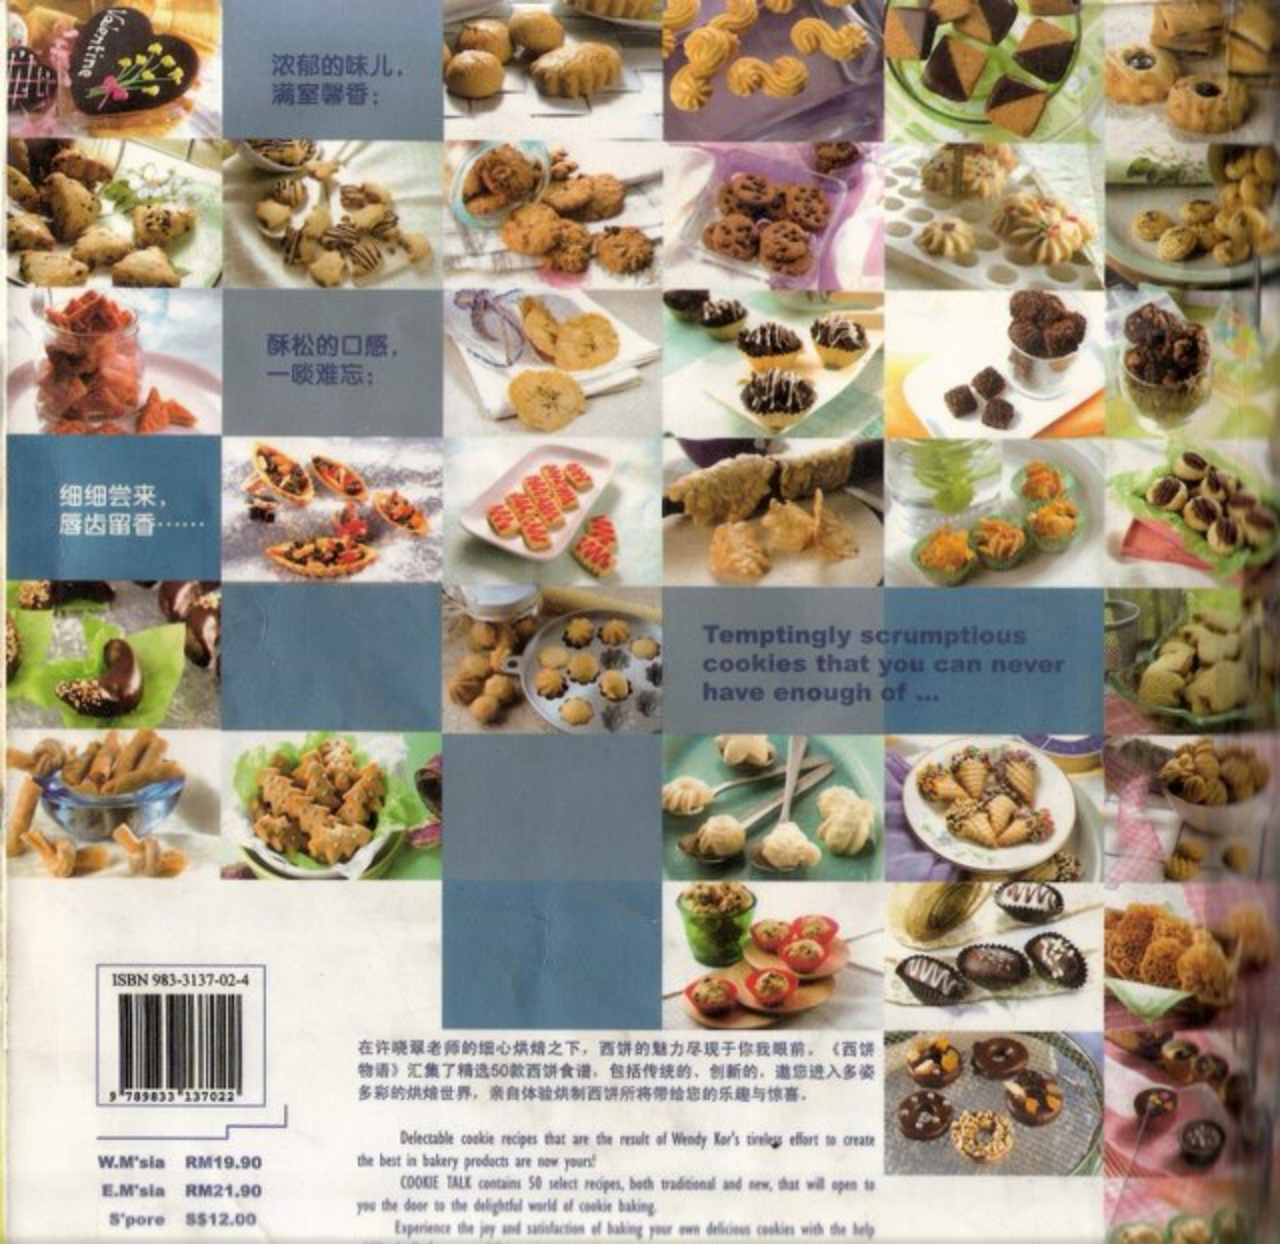 Valentine
浓郁的味儿，
满室馨香；
酥松的口感，
一啖难忘；
细细尝来，
唇齿留香……
Temptingly scrumptious
cookies that you can never
have enough of ...
ISBN 983-3137-02-4
9 789833 137022
W.M'sia RM19.90
E.M'sia RM21.90
S'pore S$12.00
在许晓翠老师的细心烘焙之下，西饼的魅力尽现于你我眼前。《西饼
物语》汇集了精选50款西饼食谱，包括传统的、创新的，邀您进入多姿
多彩的烘焙世界，亲自体验烘制西饼所将带给您的乐趣与惊喜。
Delectable cookie recipes that are the result of Wendy Kor's tireless effort to create
the best in bakery products are now yours!
COOKIE TALK contains 50 select recipes, both traditional and new, that will open to
you the door to the delightful world of cookie baking.
Experience the joy and satisfaction of baking your own delicious cookies with the help